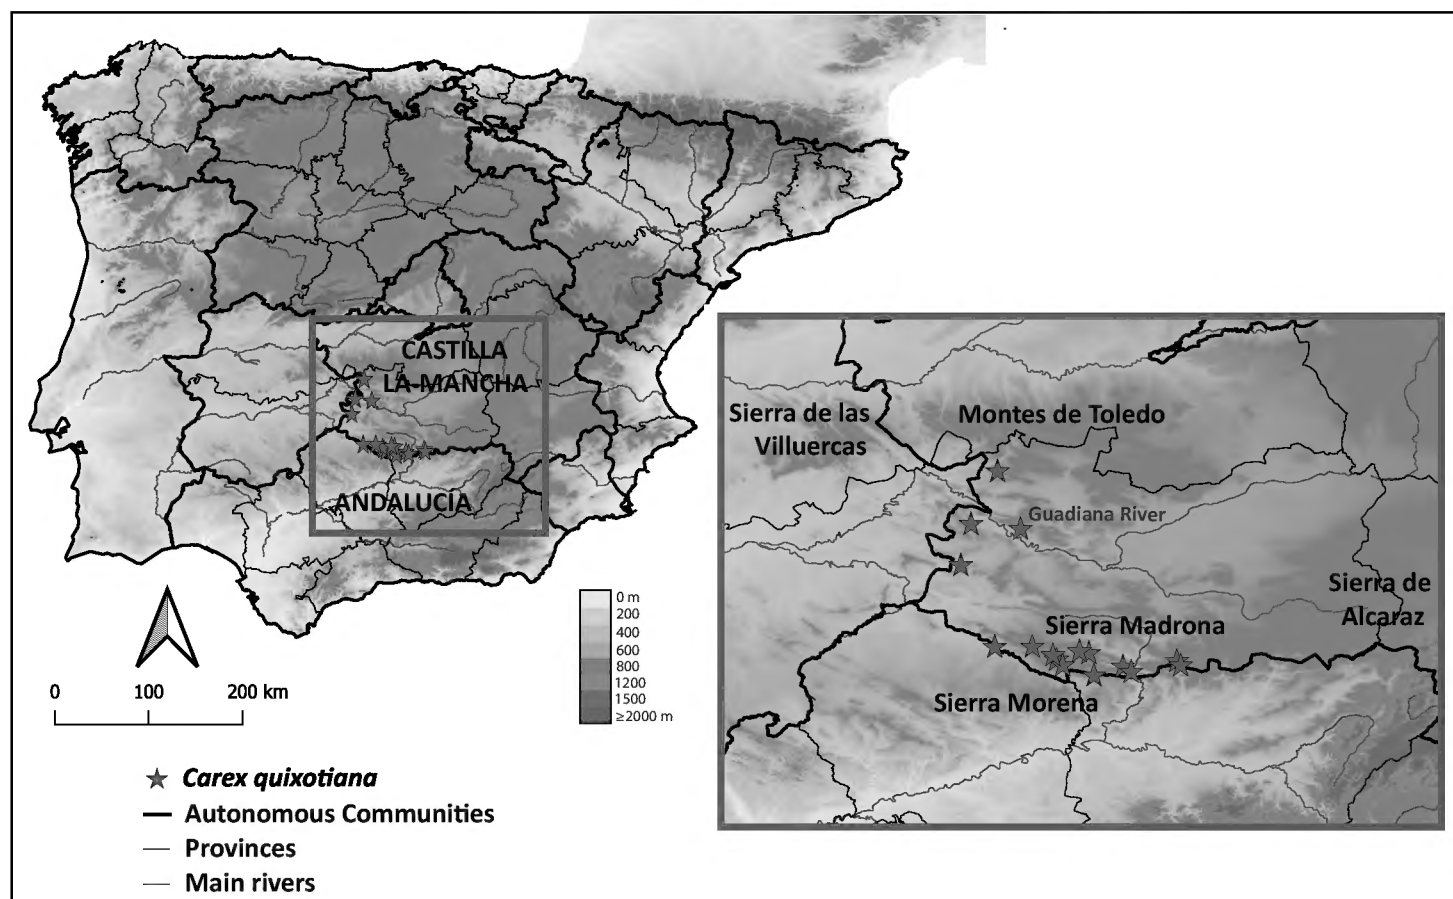 CASTILLA
LA-MANCHA
ANDALUCÍA
Sierra de las
Villuercas
Montes de Toledo
Guadiana River
Sierra de
Alcaraz
Sierra Madrona
Sierra Morena
0 m
200
400
600
800
1200
1500
≥2000 m
0 100 200 km
Carex quixotiana
Autonomous Communities
Provinces
Main rivers